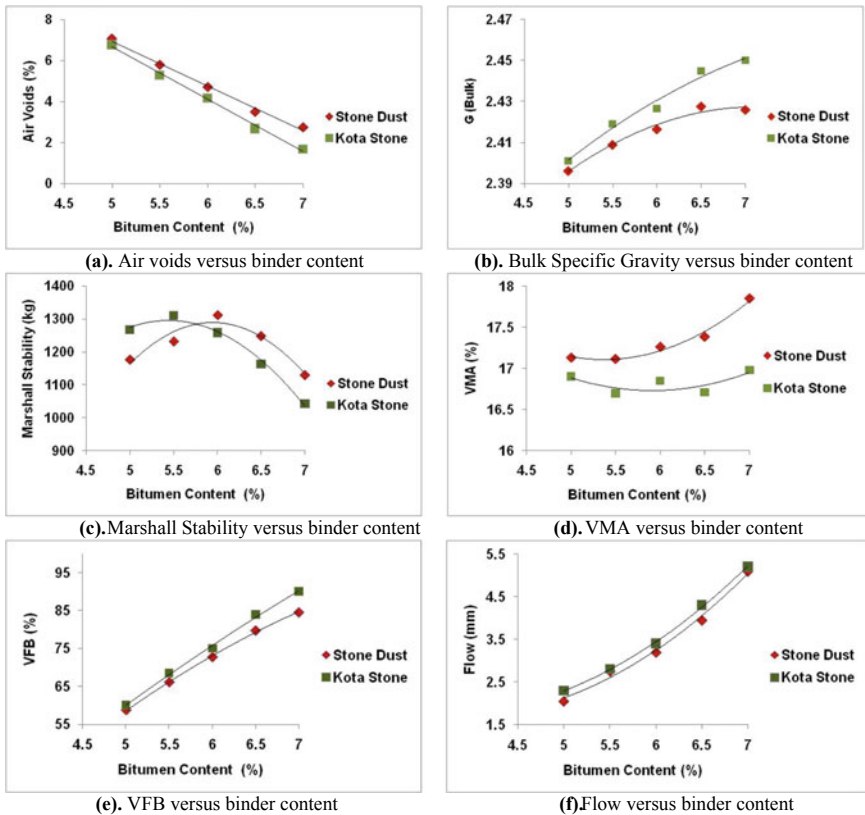 8
6
4
2
0
Air Voids (%)
4.5 5 5.5 6 6.5 7
Bitumen Content (%)
Stone Dust
Kota Stone
(a). Air voids versus binder content
2.47
2.45
2.43
2.41
2.39
G (Bulk)
4.5 5 5.5 6 6.5 7
Bitumen Content (%)
Stone Dust
Kota Stone
(b). Bulk Specific Gravity versus binder content
1400
1300
1200
1100
1000
900
Marshall Stability (kg)
4.5 5 5.5 6 6.5 7
Bitumen Content (%)
Stone Dust
Kota Stone
(c).Marshall Stability versus binder content
18
17.5
17
16.5
16
VMA (%)
4.5 5 5.5 6 6.5 7
Bitumen Content (%)
Stone Dust
Kota Stone
(d). VMA versus binder content
95
85
75
65
55
VFB (%)
4.5 5 5.5 6 6.5 7
Bitumen Content (%)
Stone Dust
Kota Stone
(e). VFB versus binder content
5.5
4.5
3.5
2.5
1.5
Flow (mm)
4.5 5 5.5 6 6.5 7
Bitumen Content (%)
Stone Dust
Kota Stone
(f).Flow versus binder content